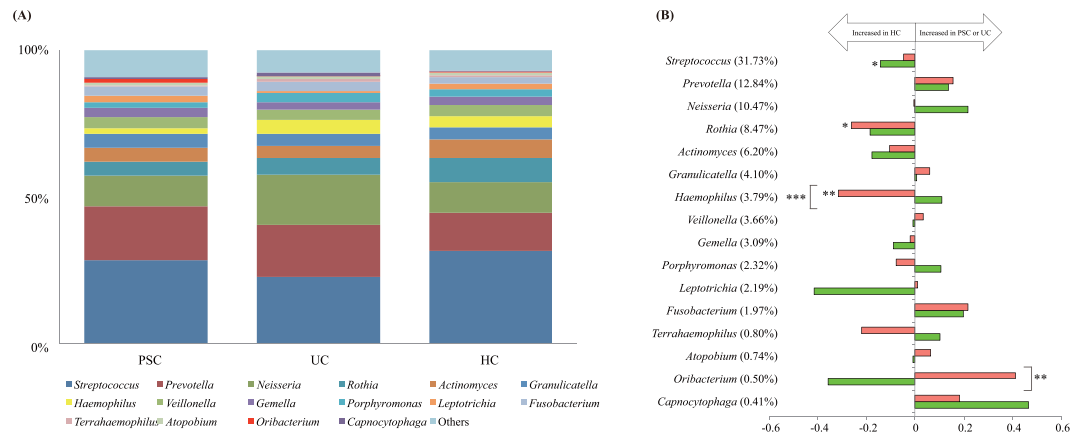 (A)
100%
50%
0%
PSC UC HC
Streptococcus Prevotella Neisseria Rothia Actinomyces Granulicatella
Haemophilus Veillonella Gemella Porphyromonas Leptotrichia Fusobacterium
Terrahaemophilus Atopobium Oribacterium Capnocytophaga Others
(B)
Increased in HC Increased in PSC or UC
Streptococcus (31.73%) *
Prevotella (12.84%)
Neisseria (10.47%)
Rothia (8.47%) *
Actinomyces (6.20%)
Granulicatella (4.10%)
Haemophilus (3.79%) *** **
Veillonella (3.66%)
Gemella (3.09%)
Porphyromonas (2.32%)
Leptotrichia (2.19%)
Fusobacterium (1.97%)
Terrahaemophilus (0.80%)
Atopobium (0.74%)
Oribacterium (0.50%) **
Capnocytophaga (0.41%)
-0.6 -0.4 -0.2 0 0.2 0.4 0.6